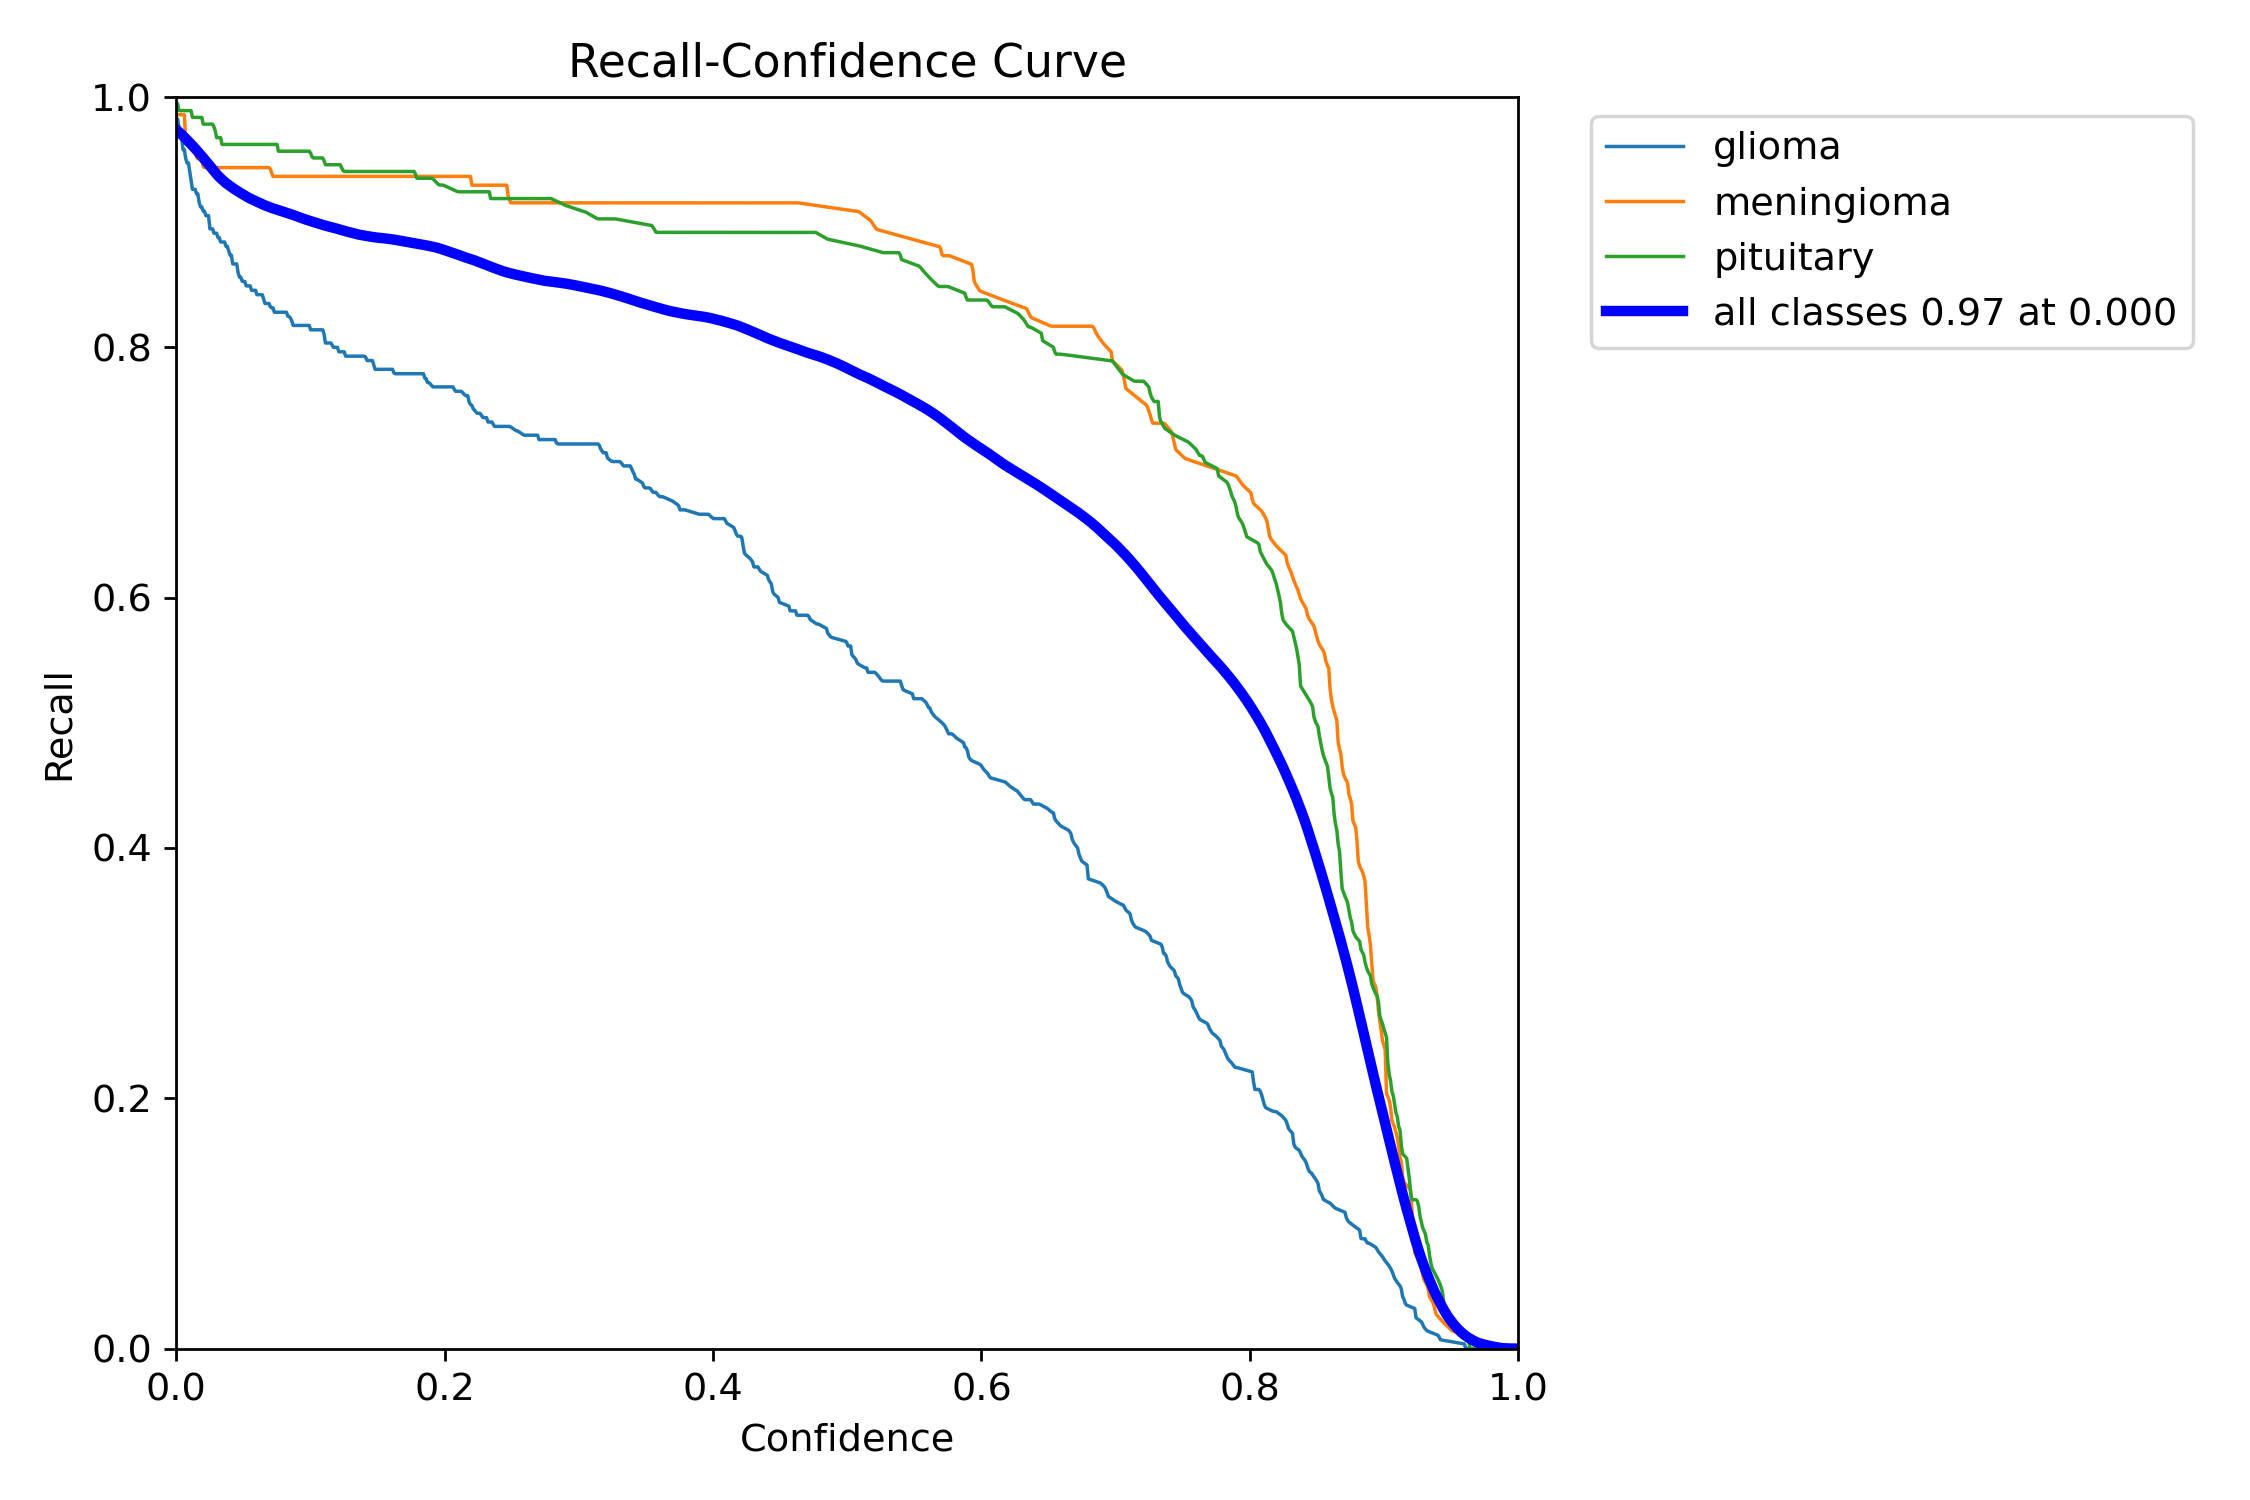 Recall-Confidence Curve
1.0
0.8
0.6
0.4
0.2
0.0
Recall
0.0 0.2 0.4 0.6 0.8 1.0
Confidence
glioma
meningioma
pituitary
all classes 0.97 at 0.000